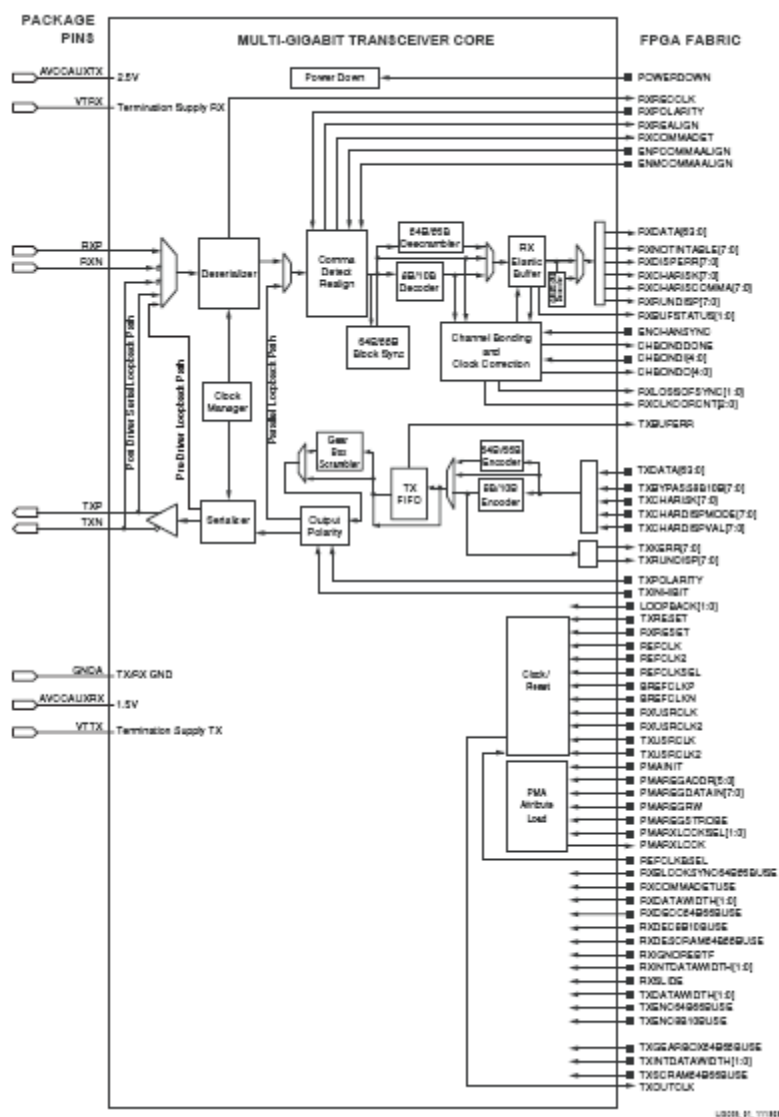 PACKAGE PINS
MULTI-GIGABIT TRANSCEIVER CORE
FPGA FABRIC
AVCCAUXTX
2.5V
Power Down
POWERDOWN
VTRX
Termination Supply RX
RXRECCLK
RXPOLARITY
RXREALIGN
RXCOMMADET
ENPCOMMAALIGN
ENMCOMMAALIGN
RXP
RXN
Deserializer
Comma Detect Realign
64B/66B Descrambler
8B/10B Decoder
64B/66B Block Sync
RX Elastic Buffer
Channel Bonding and Clock Correction
RXDATA[63:0]
RXNOTINTABLE[7:0]
RXDISPERR[7:0]
RXCHARISK[7:0]
RXCHARISCOMMA[7:0]
RXRUNDISP[7:0]
RXBUFSTATUS[1:0]
ENCHANSYNC
CHBONDDONE
CHBONDI[4:0]
CHBONDO[4:0]
RXLOSSOFSYNC[1:0]
RXCLKCORCNT[2:0]
Post Driver Serial Loopback Path
Pre-Driver Loopback Path
Parallel Loopback Path
Clock Manager
TXBUFERR
Gear Box Scrambler
TX FIFO
64B/66B Encoder
8B/10B Encoder
TXDATA[63:0]
TXBYPASS8B10B[7:0]
TXCHARISK[7:0]
TXCHARDISPMODE[7:0]
TXCHARDISPVAL[7:0]
TXP
TXN
Serializer
Output Polarity
TXKERR[7:0]
TXRUNDISP[7:0]
TXPOLARITY
TXINHIBIT
LOOPBACK[1:0]
TXRESET
RXRESET
REFCLK
REFCLK2
REFCLKSEL
BREFCLKP
BREFCLKN
RXUSRCLK
RXUSRCLK2
TXUSRCLK
TXUSRCLK2
Clock/ Reset
GNDA
TX/RX GND
AVCCAUXRX
1.5V
VTTX
Termination Supply TX
PMA Attribute Load
PMAINIT
PMAREGADDR[5:0]
PMAREGDATAIN[7:0]
PMAREGRW
PMAREGSTROBE
PMARXLOCKSEL[1:0]
PMARXLOCK
REFCLKBSEL
RXBLOCKSYNC64B66BUSE
RXCOMMADETUSE
RXDATAWIDTH[1:0]
RXDEC64B66BUSE
RXDEC8B10BUSE
RXDESCRAM64B66BUSE
RXIGNOREBTF
RXINTDATAWIDTH[1:0]
RXSLIDE
TXDATAWIDTH[1:0]
TXENC64B66BUSE
TXENC8B10BUSE
TXGEARBOX64B66BUSE
TXINTDATAWIDTH[1:0]
TXSCRAM64B66BUSE
TXOUTCLK